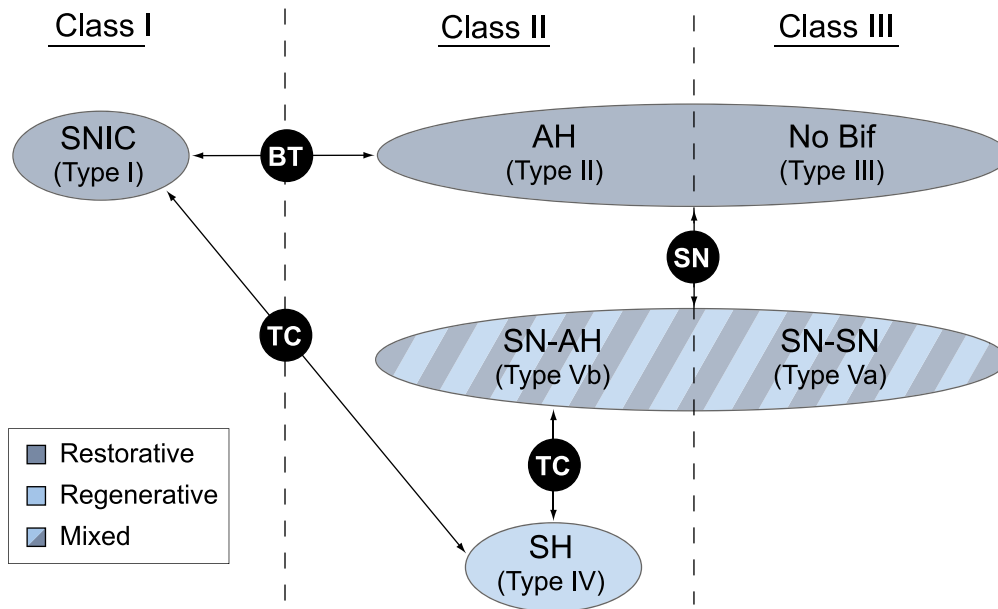 Class I
Class II
Class III
SNIC
(Type I)
BT
AH
(Type II)
No Bif
(Type III)
SN
TC
SN-AH
(Type Vb)
SN-SN
(Type Va)
TC
SH
(Type IV)
Restorative
Regenerative
Mixed